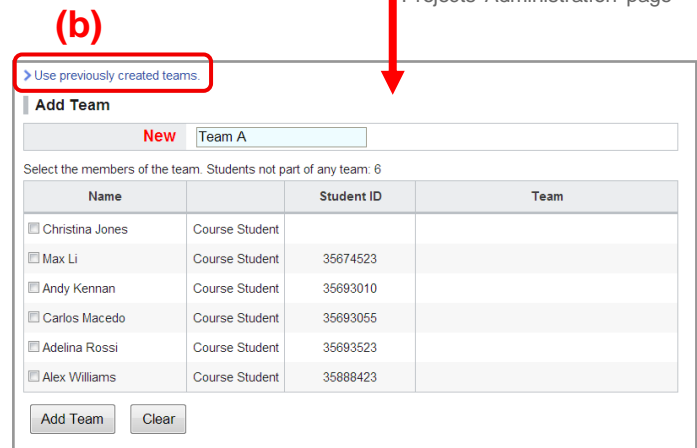 Projects Administration page
(b)
Use previously created teams.
Add Team
New Team A
Select the members of the team. Students not part of any team: 6
Name Student ID Team
Christina Jones Course Student
Max Li Course Student 35674523
Andy Kennan Course Student 35693010
Carlos Macedo Course Student 35693055
Adelina Rossi Course Student 35693523
Alex Williams Course Student 35888423
Add Team Clear